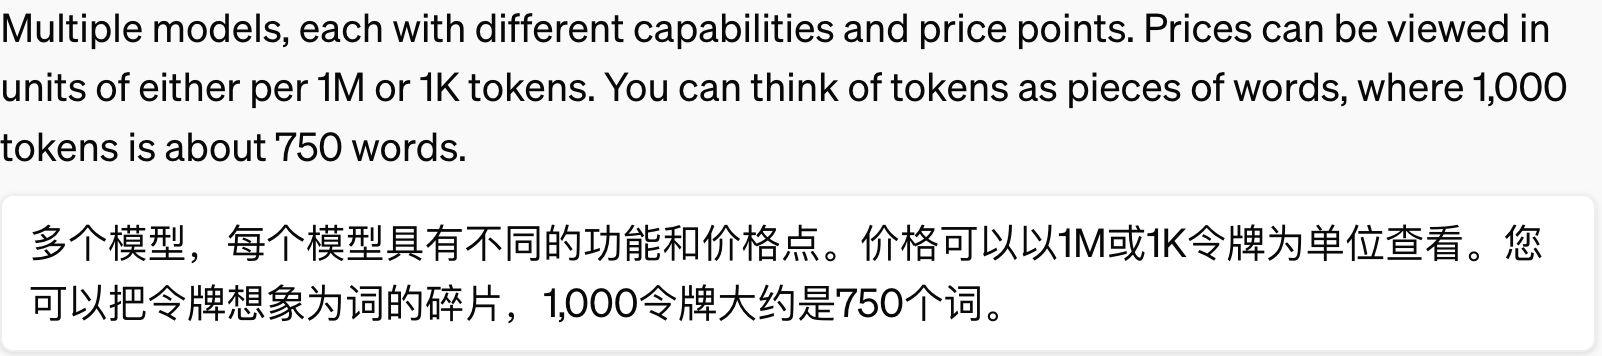 Multiple models, each with different capabilities and price points. Prices can be viewed in
units of either per 1M or 1K tokens. You can think of tokens as pieces of words, where 1,000
tokens is about 750 words.
多个模型，每个模型具有不同的功能和价格点。价格可以以1M或1K令牌为单位查看。您
可以把令牌想象为词的碎片，1,000令牌大约是750个词。